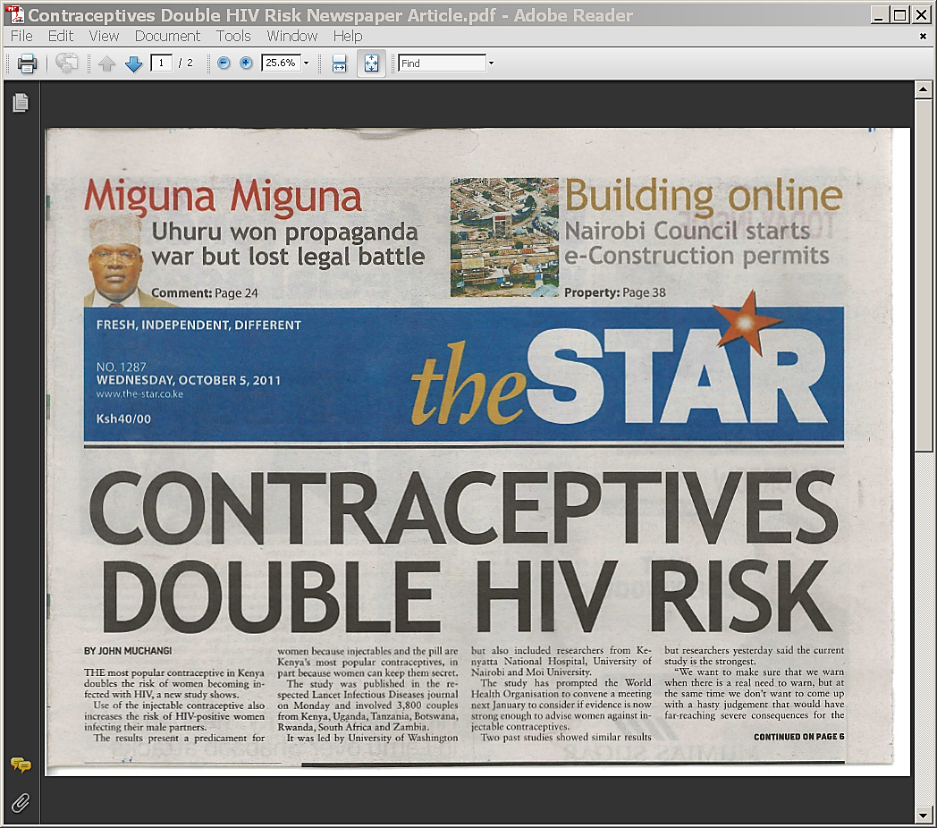 Contraceptives Double HIV Risk Newspaper Article.pdf - Adobe Reader
File Edit View Document Tools Window Help
1 / 2 25.6% Find
Miguna Miguna
Uhuru won propaganda
war but lost legal battle
Comment: Page 24
Building online
Nairobi Council starts
e-Construction permits
Property: Page 38
FRESH, INDEPENDENT, DIFFERENT
NO. 1287
WEDNESDAY, OCTOBER 5, 2011
www.the-star.co.ke
Ksh40/00
the STAR
CONTRACEPTIVES
DOUBLE HIV RISK
BY JOHN MUCHANGI
THE most popular contraceptive in Kenya
doubles the risk of women becoming in-
fected with HIV, a new study shows.
Use of the injectable contraceptive also
increases the risk of HIV-positive women
infecting their male partners.
The results present a predicament for
women because injectables and the pill are
Kenya's most popular contraceptives, in
part because women can keep them secret.
The study was published in the re-
spected Lancet Infectious Diseases journal
on Monday and involved 3,800 couples
from Kenya, Uganda, Tanzania, Botswana,
Rwanda, South Africa and Zambia.
It was led by University of Washington
but also included researchers from Ke-
nyatta National Hospital, University of
Nairobi and Moi University.
The study has prompted the World
Health Organisation to convene a meeting
next January to consider if evidence is now
strong enough to advise women against in-
jectable contraceptives.
Two past studies showed similar results
but researchers yesterday said the current
study is the strongest.
"We want to make sure that we warn
when there is a real need to warn, but at
the same time we don't want to come up
with a hasty judgement that would have
far-reaching severe consequences for the
CONTINUED ON PAGE 6